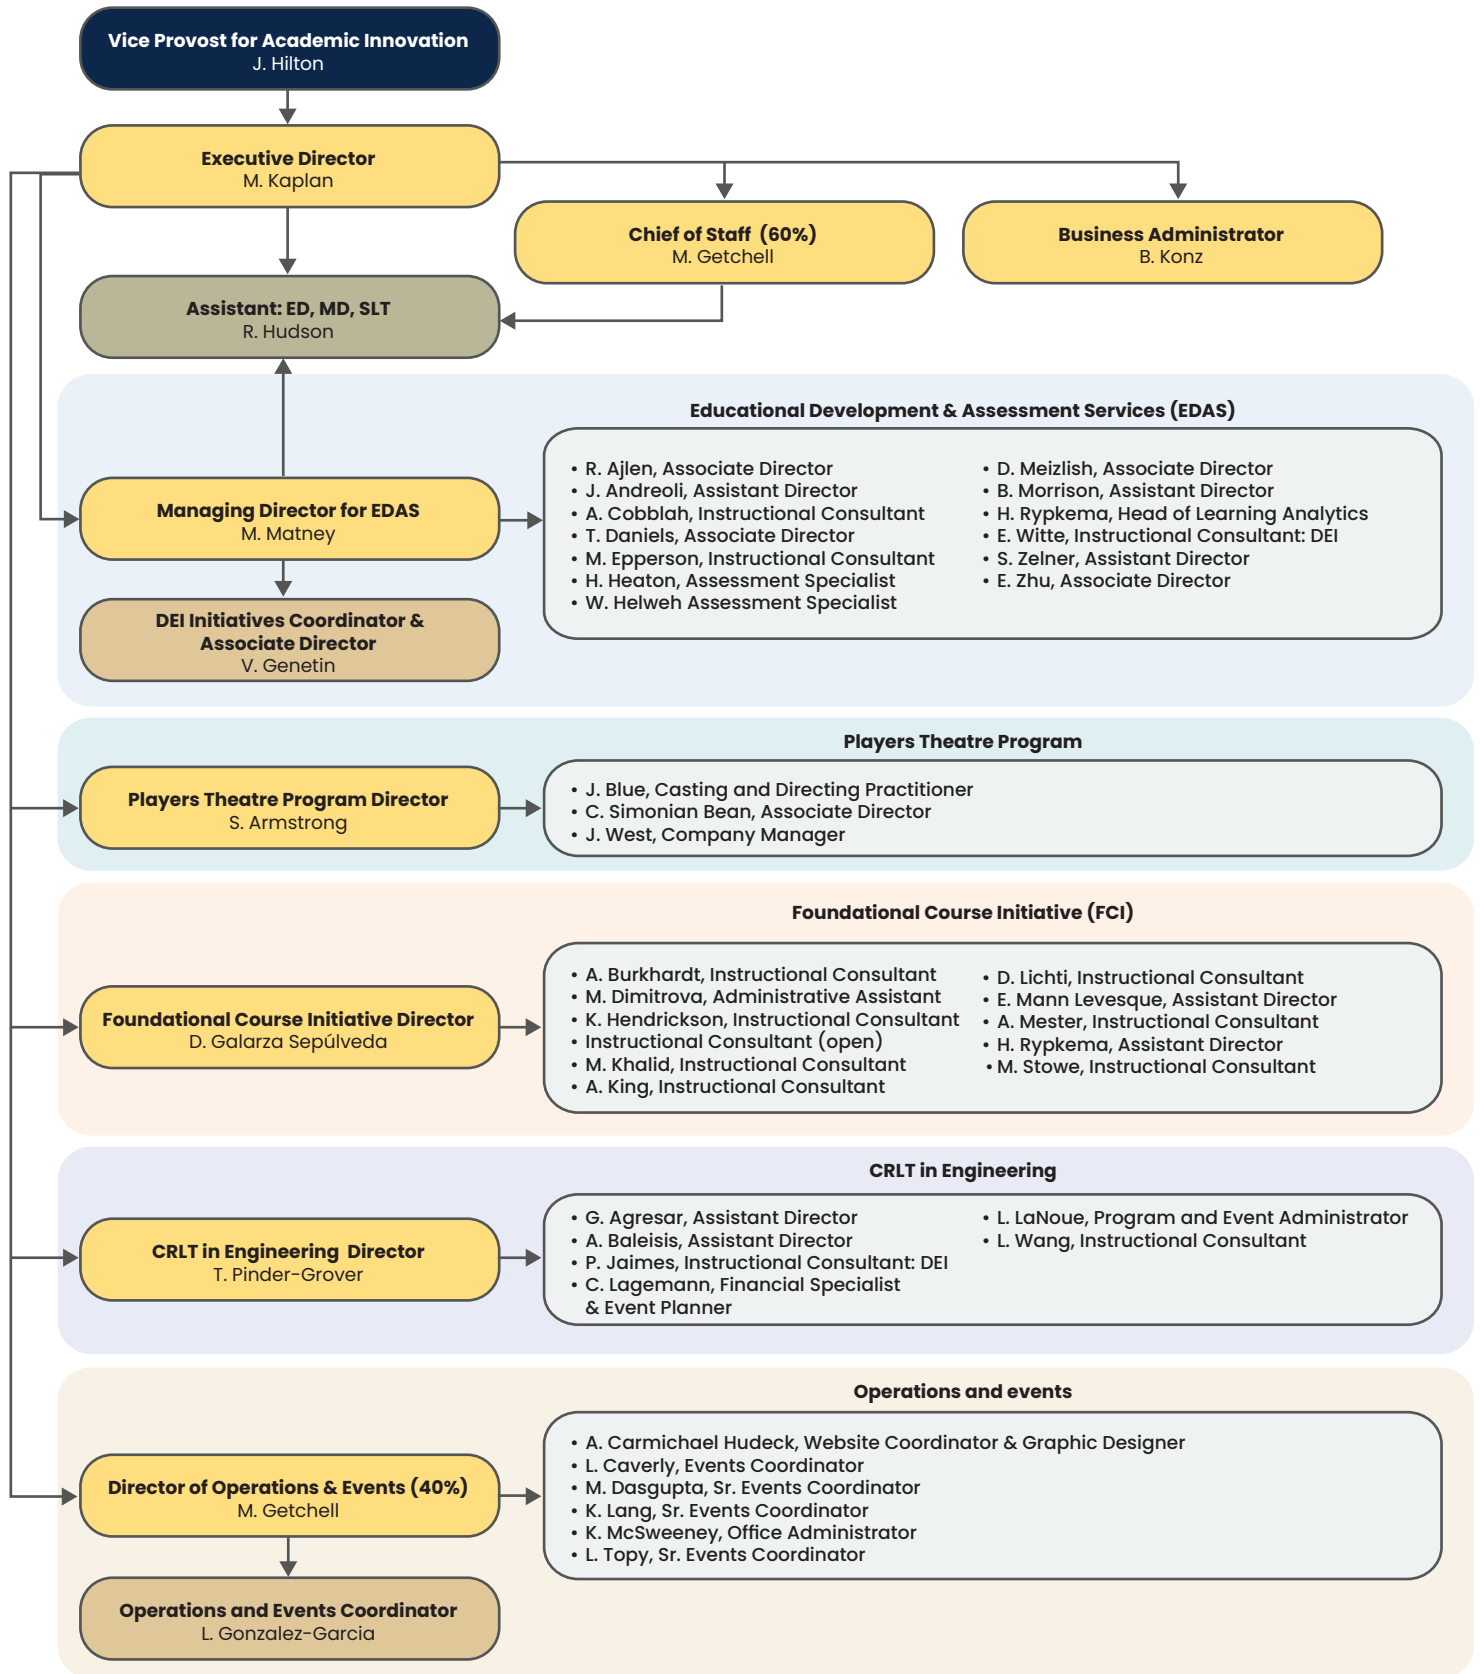 Vice Provost for Academic Innovation
J. Hilton
Executive Director
M. Kaplan
Chief of Staff (60%)
M. Getchell
Business Administrator
B. Konz
Assistant: ED, MD, SLT
R. Hudson
Educational Development & Assessment Services (EDAS)
Managing Director for EDAS
M. Matney
DEI Initiatives Coordinator &
Associate Director
V. Genetin
• R. Ajlen, Associate Director
• J. Andreoli, Assistant Director
• A. Cobblah, Instructional Consultant
• T. Daniels, Associate Director
• M. Epperson, Instructional Consultant
• H. Heaton, Assessment Specialist
• W. Helweh Assessment Specialist
• D. Meizlish, Associate Director
• B. Morrison, Assistant Director
• H. Rypkema, Head of Learning Analytics
• E. Witte, Instructional Consultant: DEI
• S. Zelner, Assistant Director
• E. Zhu, Associate Director
Players Theatre Program
Players Theatre Program Director
S. Armstrong
• J. Blue, Casting and Directing Practitioner
• C. Simonian Bean, Associate Director
• J. West, Company Manager
Foundational Course Initiative (FCI)
Foundational Course Initiative Director
D. Galarza Sepúlveda
• A. Burkhardt, Instructional Consultant
• M. Dimitrova, Administrative Assistant
• K. Hendrickson, Instructional Consultant
• Instructional Consultant (open)
• M. Khalid, Instructional Consultant
• A. King, Instructional Consultant
• D. Lichti, Instructional Consultant
• E. Mann Levesque, Assistant Director
• A. Mester, Instructional Consultant
• H. Rypkema, Assistant Director
• M. Stowe, Instructional Consultant
CRLT in Engineering
CRLT in Engineering Director
T. Pinder-Grover
• G. Agresar, Assistant Director
• A. Baleisis, Assistant Director
• P. Jaimes, Instructional Consultant: DEI
• C. Lagemann, Financial Specialist
& Event Planner
• L. LaNoue, Program and Event Administrator
• L. Wang, Instructional Consultant
Operations and events
Director of Operations & Events (40%)
M. Getchell
Operations and Events Coordinator
L. Gonzalez-Garcia
• A. Carmichael Hudeck, Website Coordinator & Graphic Designer
• L. Caverly, Events Coordinator
• M. Dasgupta, Sr. Events Coordinator
• K. Lang, Sr. Events Coordinator
• K. McSweeney, Office Administrator
• L. Topy, Sr. Events Coordinator